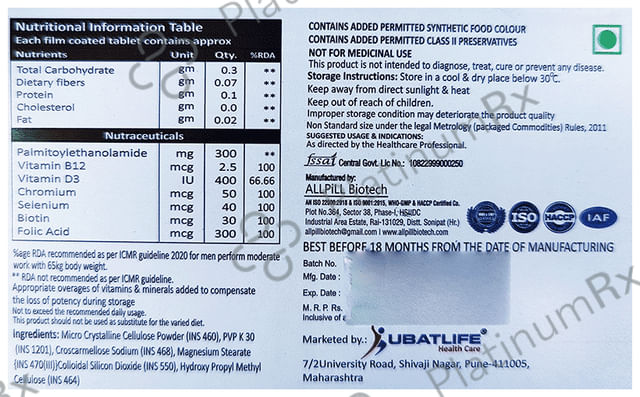 Nutritional Information Table
Each film coated tablet contains approx
Nutrients Unit Qty. %RDA
Total Carbohydrate gm 0.3 **
Dietary fibers gm 0.07 **
Protein gm 0.1 **
Cholesterol gm 0.0 **
Fat gm 0.02 **
Nutraceuticals
Palmitoylethanolamide mg 300 **
Vitamin B12 mcg 2.5 100
Vitamin D3 IU 400 66.66
Chromium mcg 50 100
Selenium mcg 40 100
Biotin mcg 30 100
Folic Acid mcg 300 100
%age RDA recommended as per ICMR guideline 2020 for men perform moderate
work with 65kg body weight.
** RDA not recommended as per ICMR guideline.
Appropriate overages of vitamins & minerals added to compensate
the loss of potency during storage
Not to exceed the recommended daily usage.
This product should not be used as substitute for the varied diet.
Ingredients: Micro Crystalline Cellulose Powder (INS 460), PVP K 30
(INS 1201), Croscarmellose Sodium (INS 468), Magnesium Stearate
(INS 470(III)}Colloidal Silicon Dioxide (INS 550), Hydroxy Propyl Methyl
Cellulose (INS 464)
CONTAINS ADDED PERMITTED SYNTHETIC FOOD COLOUR
CONTAINS ADDED PERMITTED CLASS II PRESERVATIVES
NOT FOR MEDICINAL USE
This product is not intended to diagnose, treat, cure or prevent any disease.
Storage Instructions: Store in a cool & dry place below 30°C.
Keep away from direct sunlight & heat
Keep out of reach of children.
Improper storage condition may deteriorate the product quality
Non Standard size under the legal Metrology (packaged Commodities) Rules, 2011
SUGGESTED USAGE & INDICATIONS:
As directed by the Healthcare Professional.
fssai Central Govt. Lic No.: 10822999000250
Manufactured by:
ALLPiLL Biotech
AN ISO 22000:2018 & ISO 9001:2015, WHO-GMP & HACCP Certified Co.
Plot No.364, Sector 38, Phase-I, HSIIDC
Industrial Area Estate, Rai-131029, Distt, Sonipat (Hr.)
allpillbiotech@gmail.com allpillbiotech.com
ISO
HACCP
IAF
BEST BEFORE 18 MONTHS FROM THE DATE OF MANUFACTURING
Batch No.
Mfg. Date :
Exp. Date :
M. R. P. Rs.
Inclusive of a
Marketed by: UBATLIFE®
Health Care
7/2University Road, Shivaji Nagar, Pune-411005,
Maharashtra
PlatinumRx